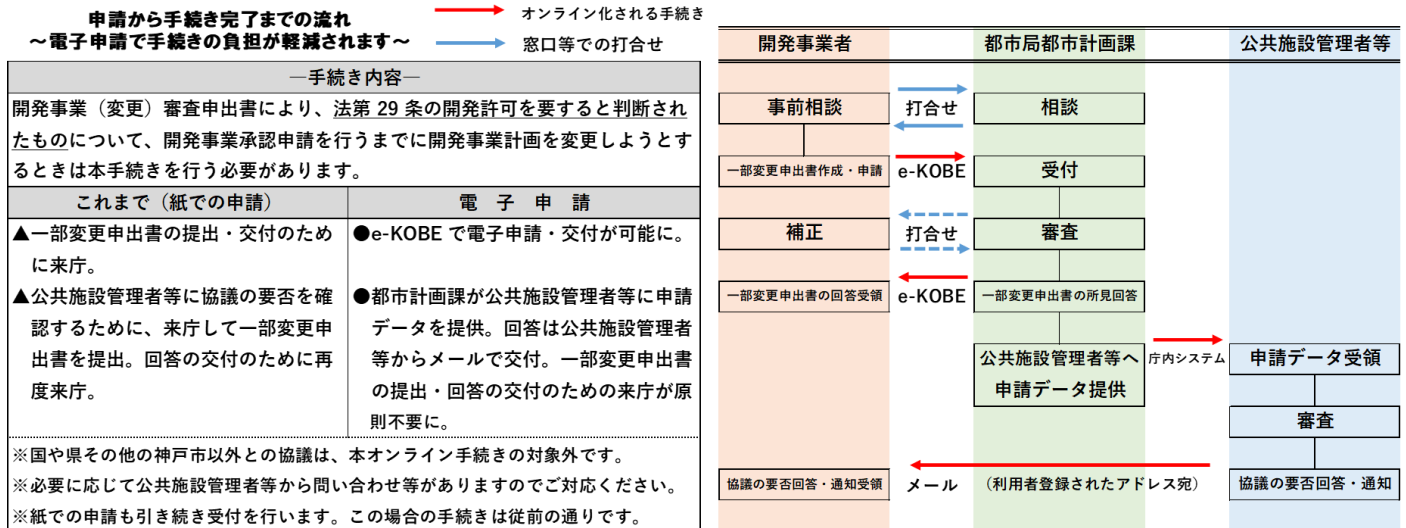 申請から手続き完了までの流れ
～電子申請で手続きの負担が軽減されます～
オンライン化される手続き
窓口等での打合せ
―手続き内容―
開発事業（変更）審査申出書により、法第 29 条の開発許可を要すると判断され
たものについて、開発事業承認申請を行うまでに開発事業計画を変更しようとす
るときは本手続きを行う必要があります。
これまで（紙での申請）
電 子 申 請
▲一部変更申出書の提出・交付のため
に来庁。
●e-KOBE で電子申請・交付が可能に。
▲公共施設管理者等に協議の要否を確
認するために、来庁して一部変更申
出書を提出。回答の交付のために再
度来庁。
●都市計画課が公共施設管理者等に申請
データを提供。回答は公共施設管理者
等からメールで交付。一部変更申出書
の提出・回答の交付のための来庁が原
則不要に。
※国や県その他の神戸市以外との協議は、本オンライン手続きの対象外です。
※必要に応じて公共施設管理者等から問い合わせ等がありますのでご対応ください。
※紙での申請も引き続き受付を行います。この場合の手続きは従前の通りです。
開発事業者
都市局都市計画課
公共施設管理者等
事前相談
打合せ
相談
一部変更申出書作成・申請
e-KOBE
受付
補正
打合せ
審査
一部変更申出書の回答受領
e-KOBE
一部変更申出書の所見回答
公共施設管理者等へ
申請データ提供
庁内システム
申請データ受領
審査
協議の要否回答・通知受領
メール
（利用者登録されたアドレス宛）
協議の要否回答・通知